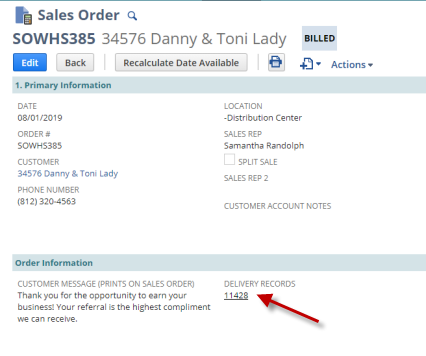 Sales Order
SOWHS385 34576 Danny & Toni Lady BILLED
Edit Back Recalculate Date Available Actions
1. Primary Information
DATE
08/01/2019
ORDER #
SOWHS385
CUSTOMER
34576 Danny & Toni Lady
PHONE NUMBER
(812) 320-4563
LOCATION
-Distribution Center
SALES REP
Samantha Randolph
SPLIT SALE
SALES REP 2
CUSTOMER ACCOUNT NOTES
Order Information
CUSTOMER MESSAGE (PRINTS ON SALES ORDER)
Thank you for the opportunity to earn your
business! Your referral is the highest compliment
we can receive.
DELIVERY RECORDS
11428